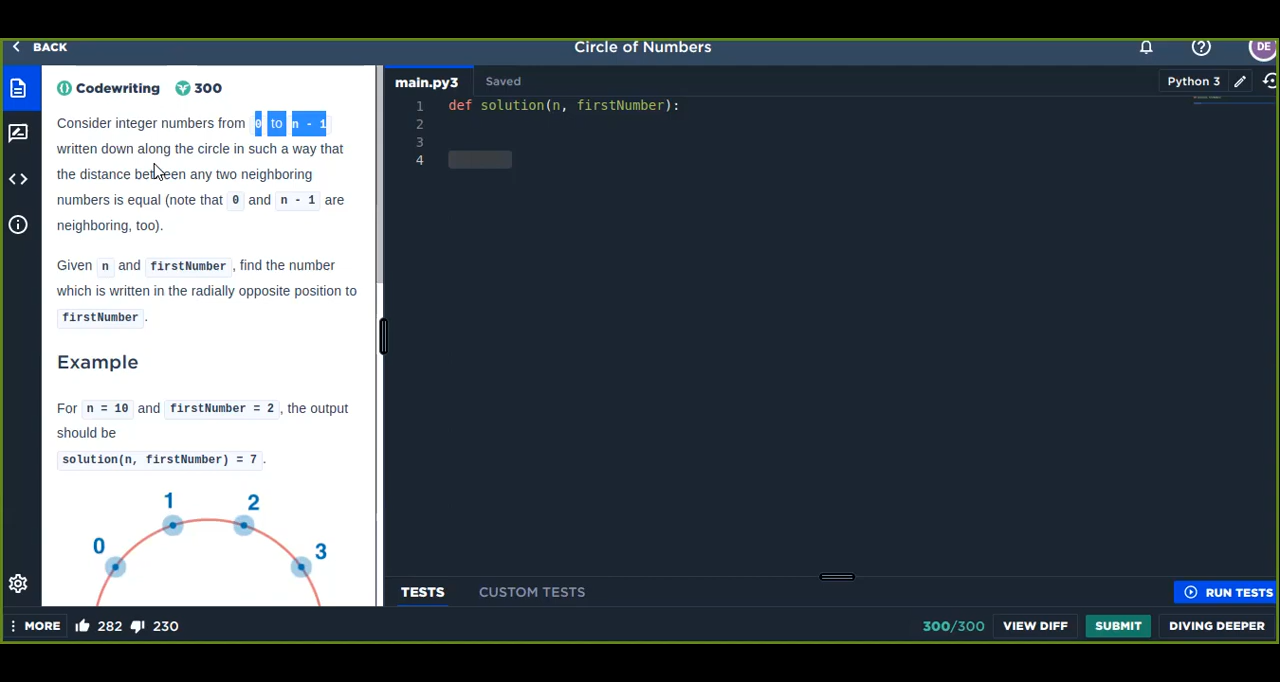 BACK
Circle of Numbers
DE
Codewriting 300
main.py3 Saved
Python 3
Consider integer numbers from 0 to n - 1
written down along the circle in such a way that
the distance between any two neighboring
numbers is equal (note that 0 and n - 1 are
neighboring, too).
Given n and firstNumber, find the number
which is written in the radially opposite position to
firstNumber.
Example
For n = 10 and firstNumber = 2, the output
should be
solution(n, firstNumber) = 7.
1 2
0 3
1 def solution(n, firstNumber):
2
3
4
TESTS CUSTOM TESTS
RUN TESTS
MORE 282 230
300/300 VIEW DIFF SUBMIT DIVING DEEPER